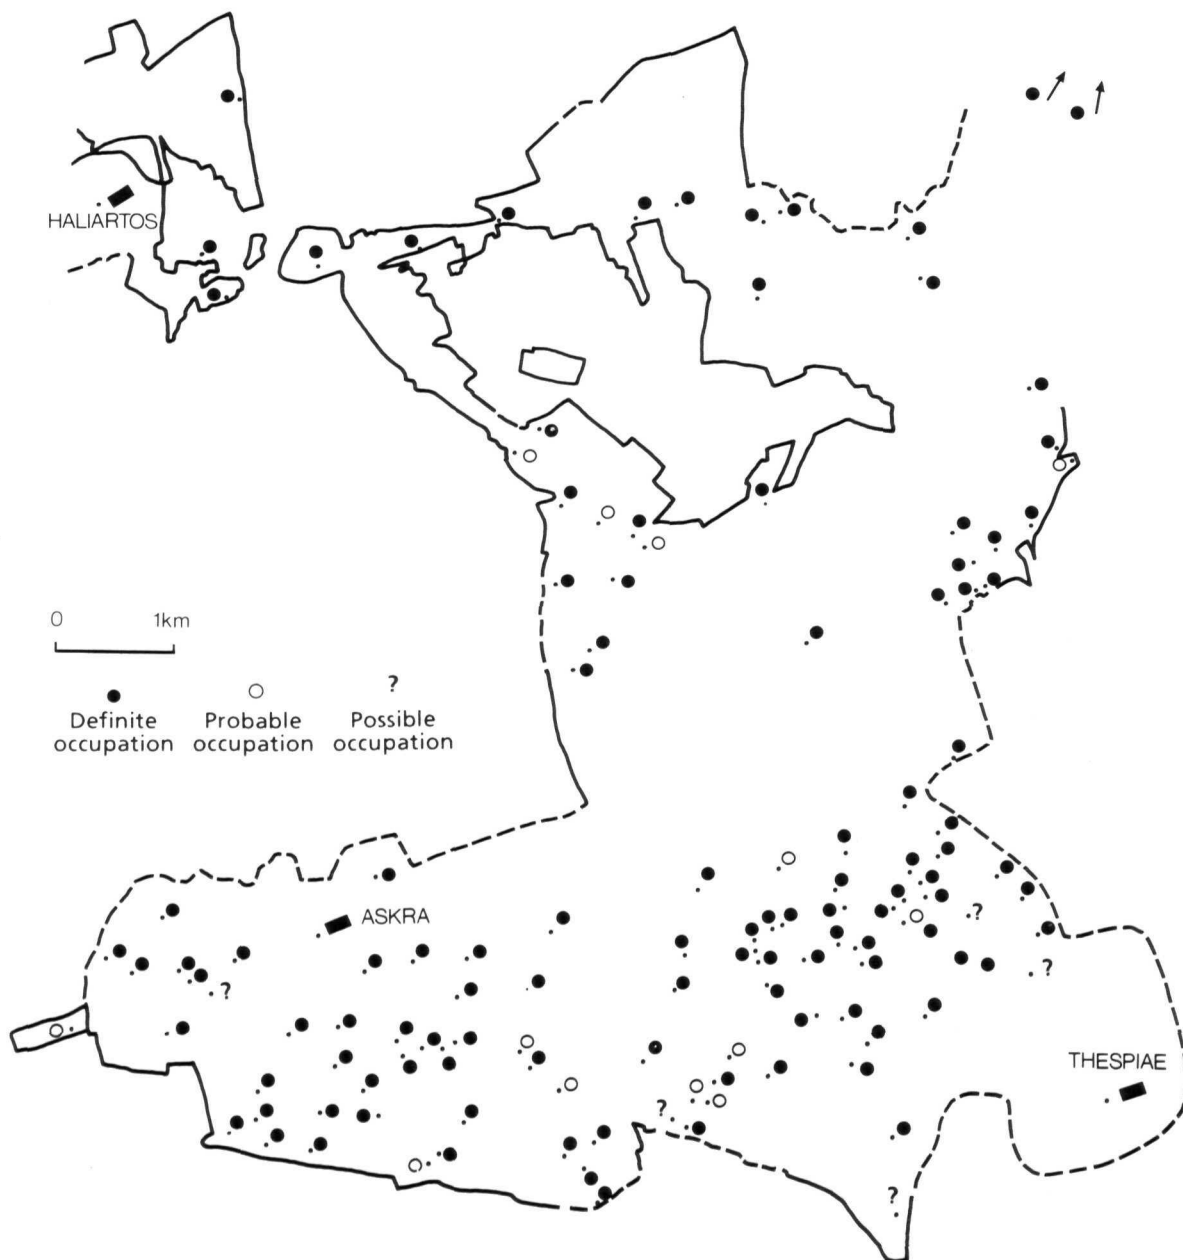 HALIARTOS
0 1km
? 
Definite Probable Possible
occupation occupation occupation
ASKRA
?
?
?
THESPIAE
?
?